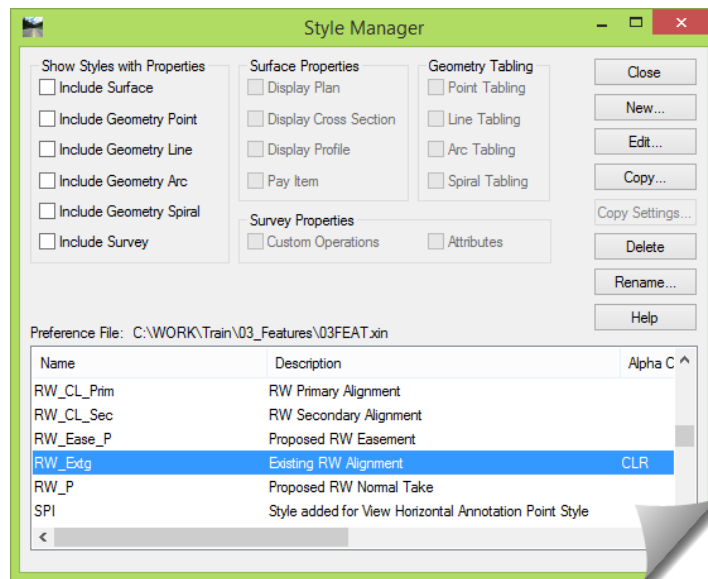 Style Manager
Show Styles with Properties
Include Surface
Include Geometry Point
Include Geometry Line
Include Geometry Arc
Include Geometry Spiral
Include Survey
Surface Properties
Display Plan
Display Cross Section
Display Profile
Pay Item
Geometry Tabling
Point Tabling
Line Tabling
Arc Tabling
Spiral Tabling
Survey Properties
Custom Operations
Attributes
Close
New...
Edit...
Copy...
Copy Settings...
Delete
Rename...
Help
Preference File: C:\WORK\Train\03_Features\03FEAT.xin
Name Description Alpha C
RW_CL_Prim RW Primary Alignment
RW_CL_Sec RW Secondary Alignment
RW_Ease_P Proposed RW Easement
RW_Extg Existing RW Alignment CLR
RW_P Proposed RW Normal Take
SPI Style added for View Horizontal Annotation Point Style